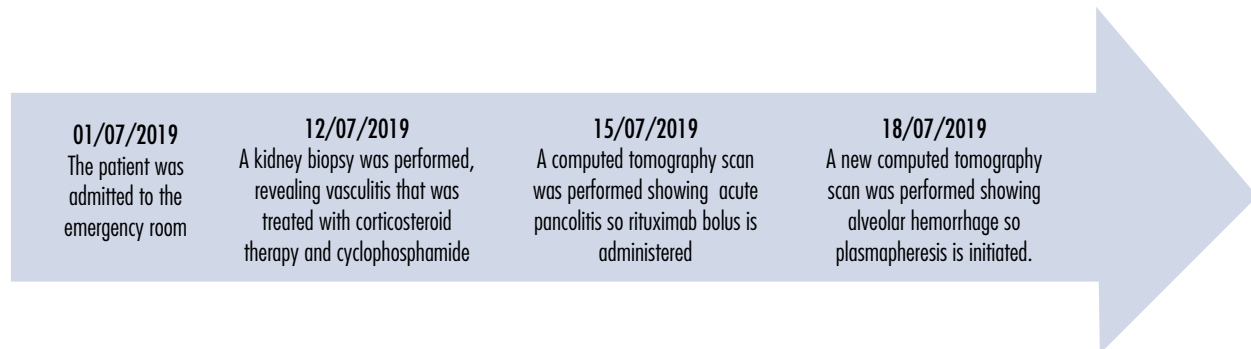 01/07/2019
The patient was
admitted to the
emergency room
12/07/2019
A kidney biopsy was performed,
revealing vasculitis that was
treated with corticosteroid
therapy and cyclophosphamide
15/07/2019
A computed tomography scan
was performed showing  acute
pancolitis so rituximab bolus is
administered
18/07/2019
A new computed tomography
scan was performed showing
alveolar hemorrhage so
plasmapheresis is initiated.